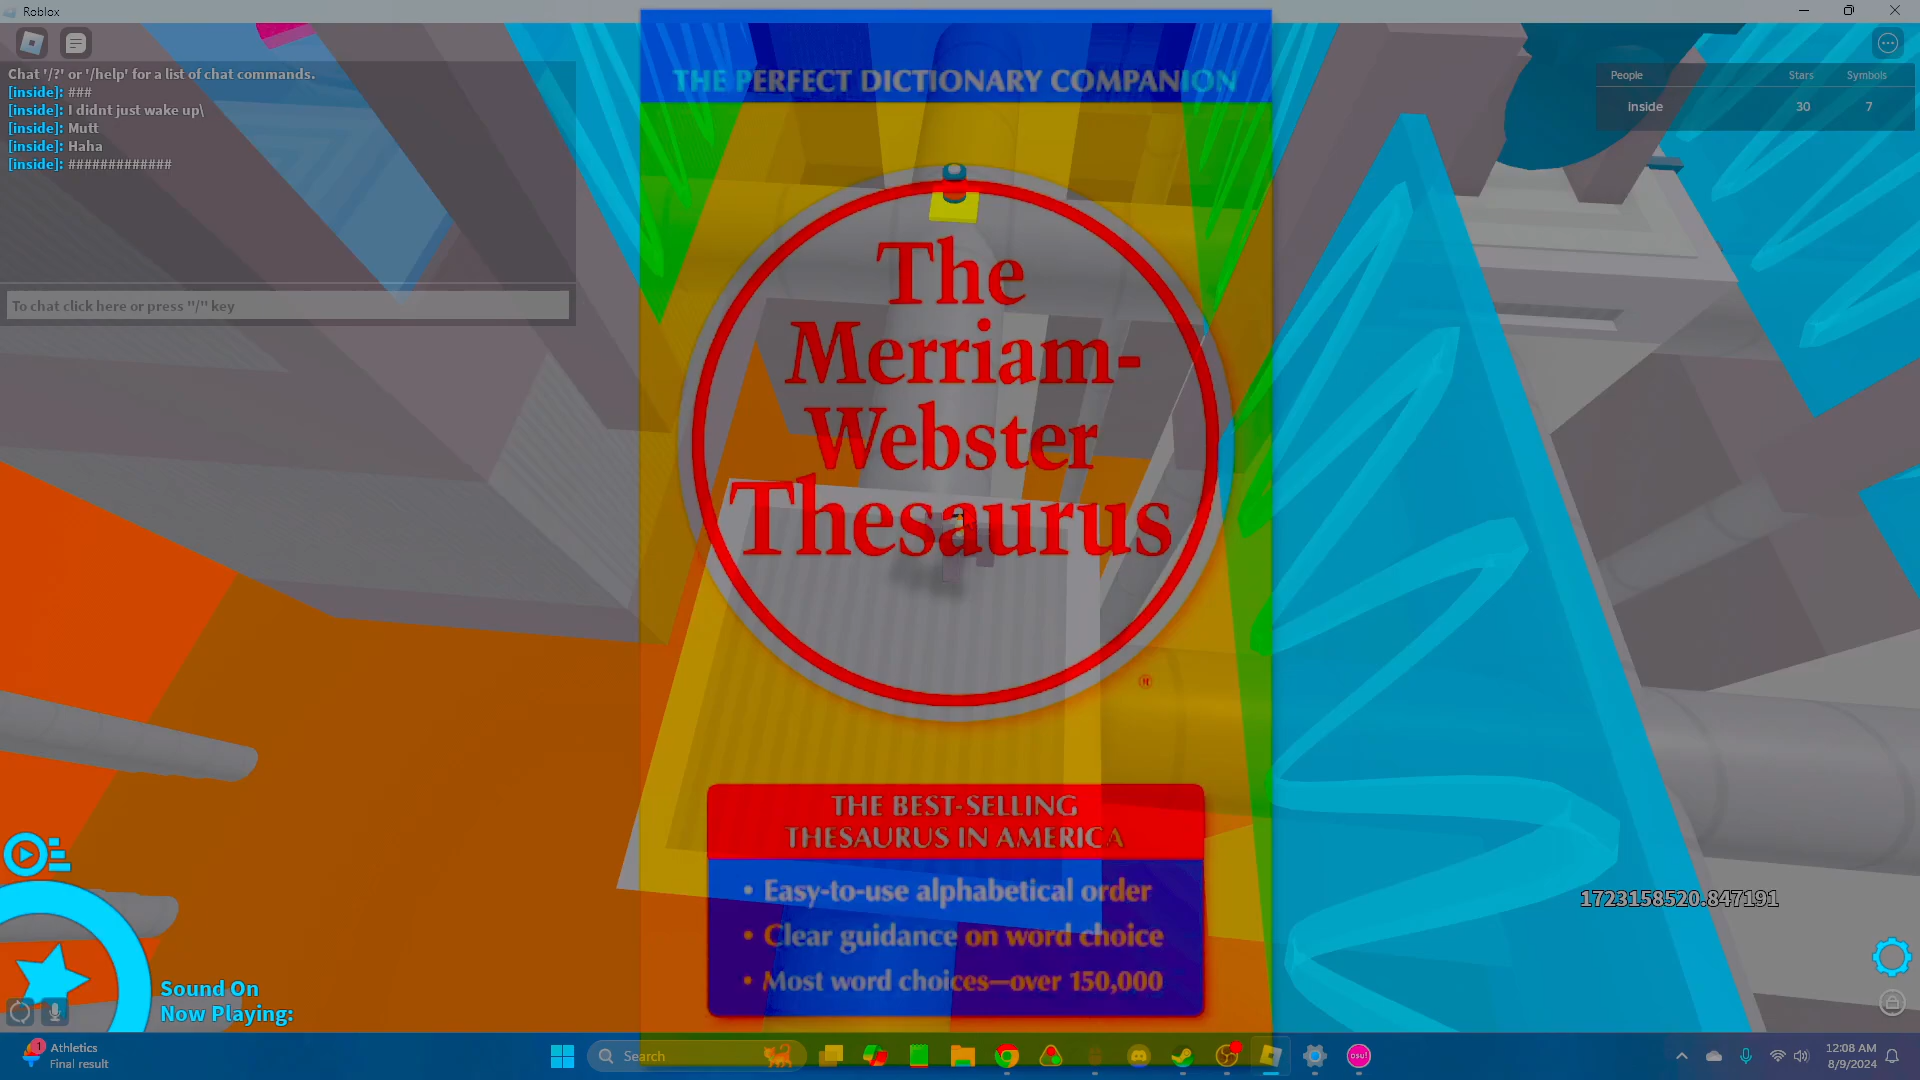 Roblox
Chat '/?' or '/help' for a list of chat commands.
[inside]: ###
[inside]: I didnt just wake up\
[inside]: Mutt
[inside]: Haha
[inside]: #############
To chat click here or press "/" key
People Stars Symbols
Inside 30 7
THE PERFECT DICTIONARY COMPANION
The
Merriam-
Webster
Thesaurus
®
THE BEST-SELLING
THESAURUS IN AMERICA
• Easy-to-use alphabetical order
• Clear guidance on word choice
• Most word choices—over 150,000
1723158520.847191
Sound On
Now Playing:
1
Athletics
Final result
Search
osu!
12:08 AM
8/9/2024